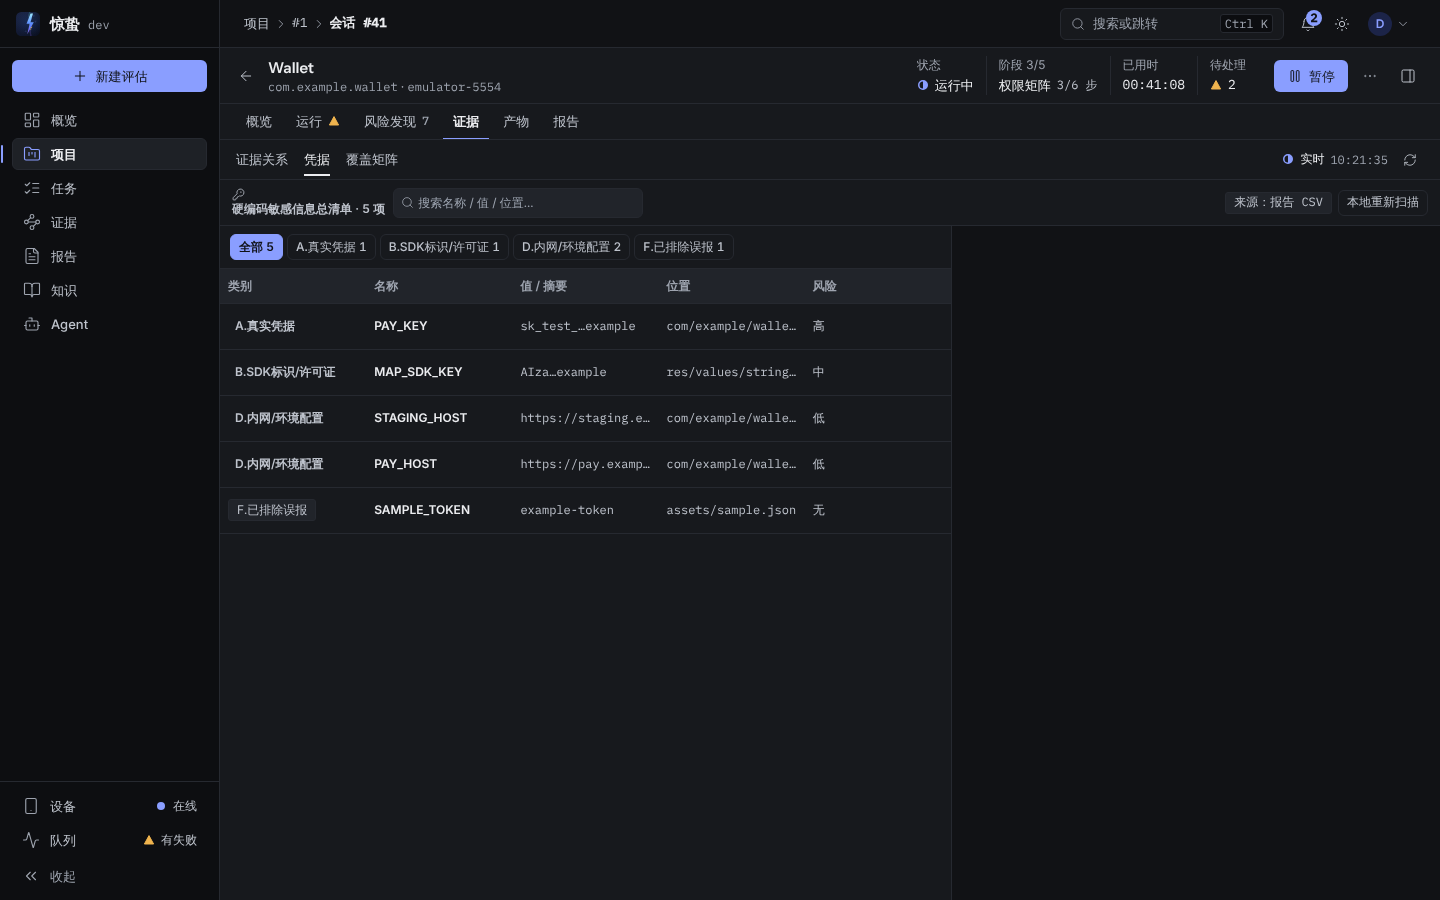 惊蛰 dev
项目 > #1 > 会话 #41
搜索或跳转 Ctrl K
2
D
新建评估
概览
项目
任务
证据
报告
知识
Agent
设备 在线
队列 有失败
收起
Wallet
com.example.wallet·emulator-5554
状态
运行中
阶段 3/5
权限矩阵 3/6 步
已用时
00:41:08
待处理
2
暂停
概览 运行 风险发现 7 证据 产物 报告
证据关系 凭据 覆盖矩阵
实时 10:21:35
硬编码敏感信息总清单 · 5 项
搜索名称 / 值 / 位置…
来源：报告 CSV
本地重新扫描
全部 5 A.真实凭据 1 B.SDK标识/许可证 1 D.内网/环境配置 2 F.已排除误报 1
类别 名称 值 / 摘要 位置 风险
A.真实凭据 PAY_KEY sk_test_…example com/example/walle… 高
B.SDK标识/许可证 MAP_SDK_KEY AIza…example res/values/string… 中
D.内网/环境配置 STAGING_HOST https://staging.e… com/example/walle… 低
D.内网/环境配置 PAY_HOST https://pay.examp… com/example/walle… 低
F.已排除误报 SAMPLE_TOKEN example-token assets/sample.json 无